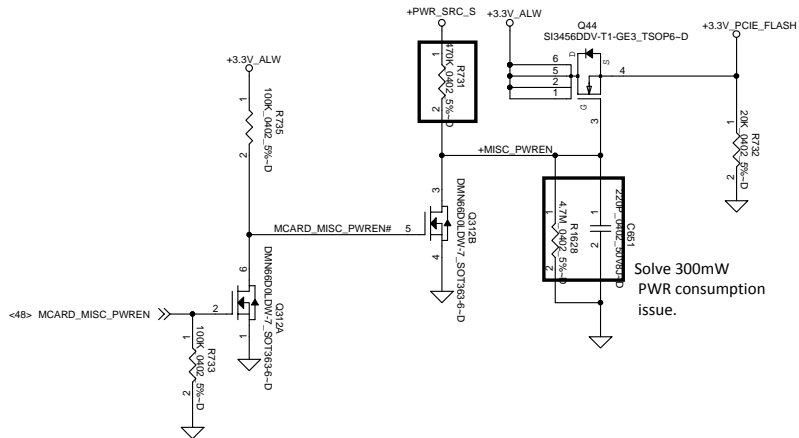 +PWR_SRC_S
+3.3V_ALW
Q44
SI3456DDV-T1-GE3_TSOP6~D
+3.3V_PCIE_FLASH
+3.3V_ALW
1
R731
470K_0402_5%~D
2
6
5
2
1
D
S
G
4
3
1
R735
100K_0402_5%~D
2
+MISC_PWREN
1
R732
20K_0402_5%~D
2
3
DMN66D0LDW-7_SOT363-6~D
Q312B
MCARD_MISC_PWREN#
5
4
1
R1628
4.7M_0402_5%~D
2
1
C651
2
Solve 300mW
PWR consumption
issue.
6
DMN66D0LDW-7_SOT363-6~D
Q312A
<48> MCARD_MISC_PWREN
2
1
1
R733
100K_0402_5%~D
2